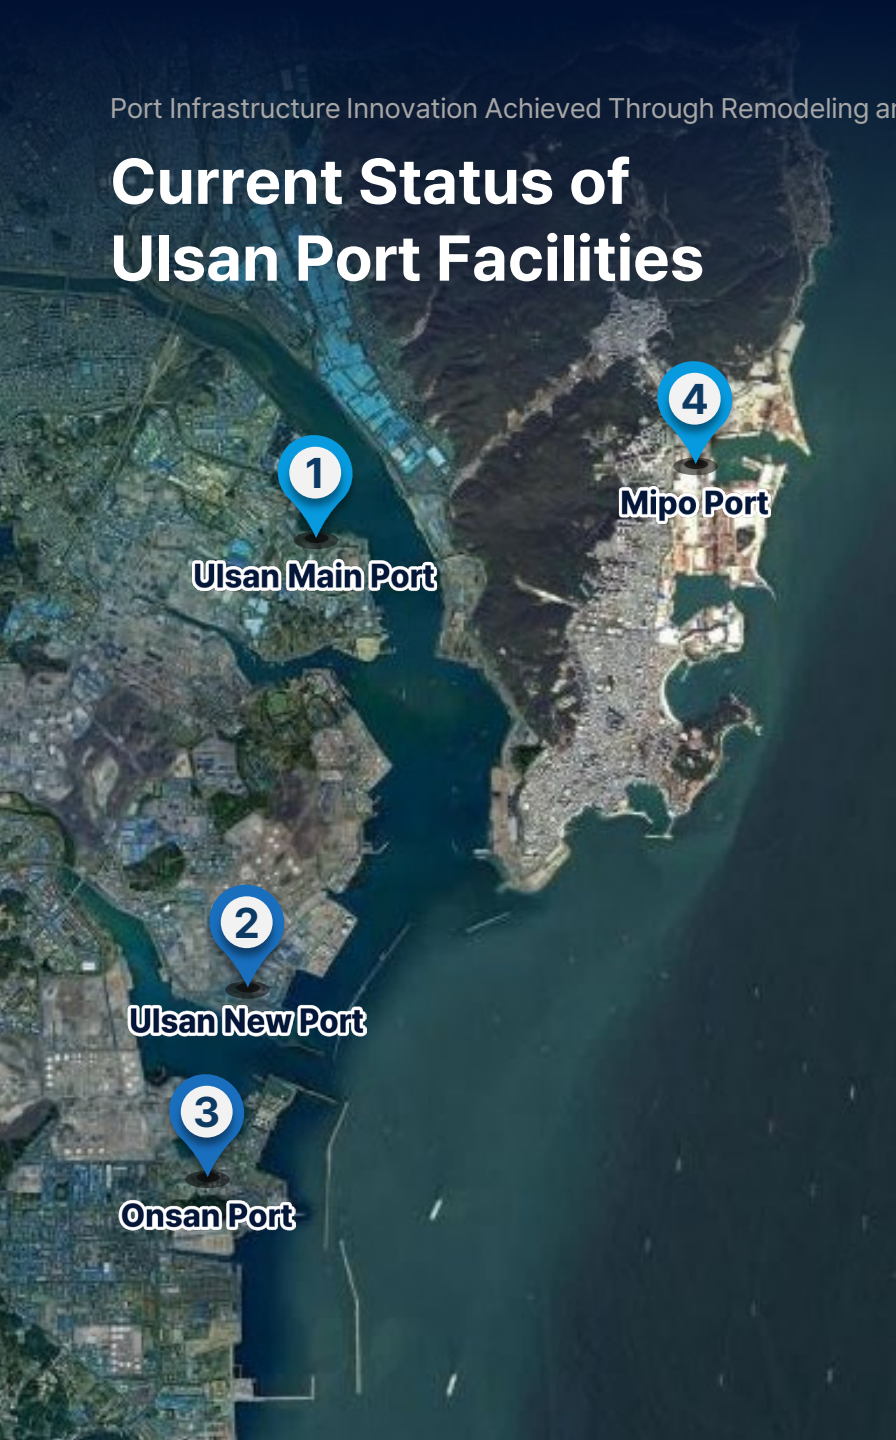 Port Infrastructure Innovation Achieved Through Remodeling
Current Status of
Ulsan Port Facilities
4
Mipo Port
1
Ulsan Main Port
2
Ulsan New Port
3
Onsan Port